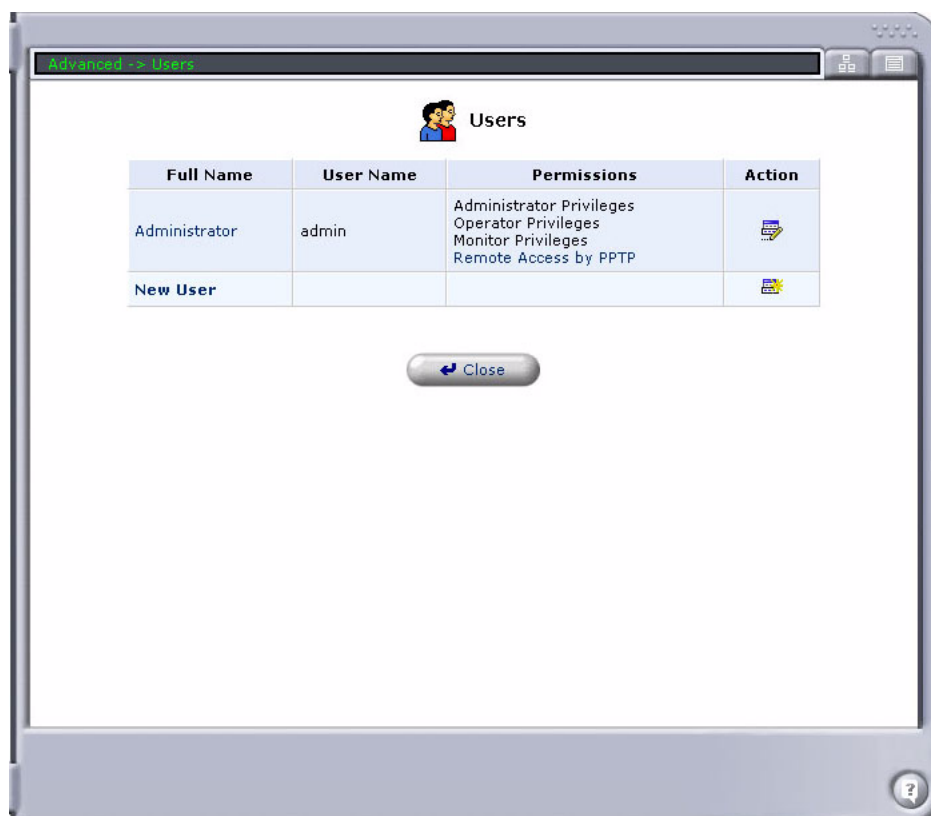 Advanced -> Users
Users
Full Name User Name Permissions Action
Administrator admin Administrator Privileges
Operator Privileges
Monitor Privileges
Remote Access by PPTP
New User
Close
?